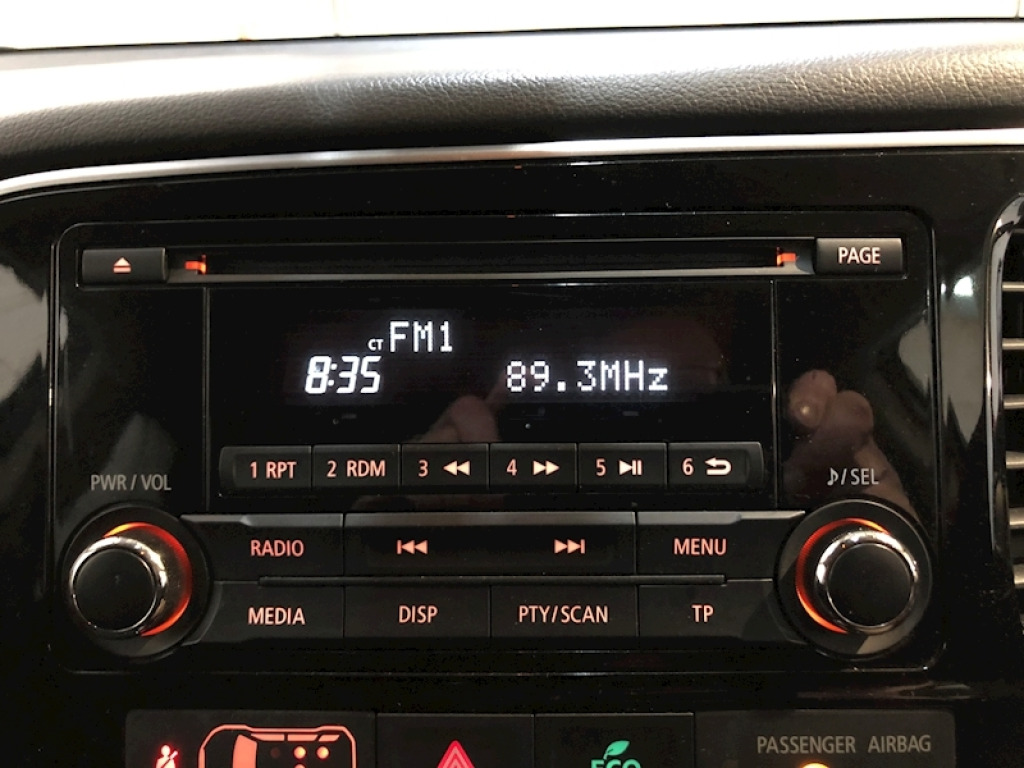 PAGE
CT FM1
8:35
89.3MHz
1 RPT 2 RDM 3 4 5 6
PWR / VOL
♪/ SEL
RADIO
MENU
MEDIA DISP PTY/SCAN TP
PASSENGER AIRBAG
ECO